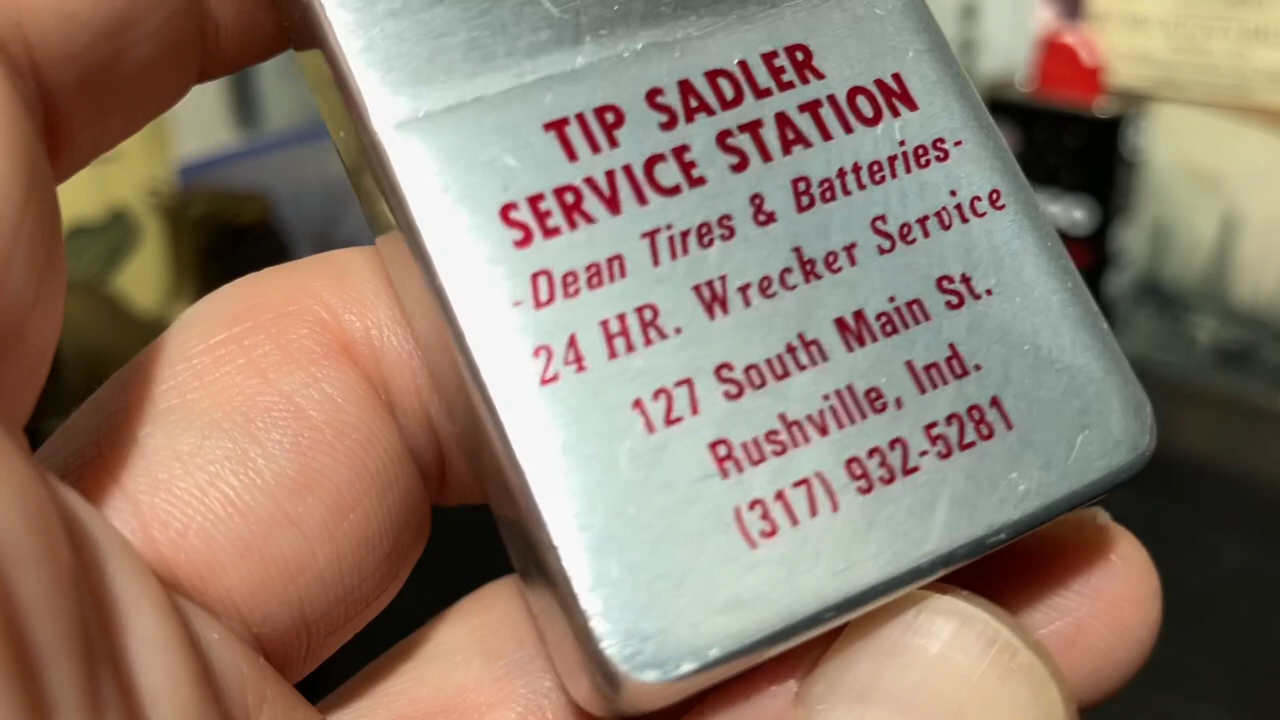 TIP SADLER
SERVICE STATION
-Dean Tires & Batteries-
24 HR. Wrecker Service
127 South Main St.
Rushville, Ind.
(317) 932-5281